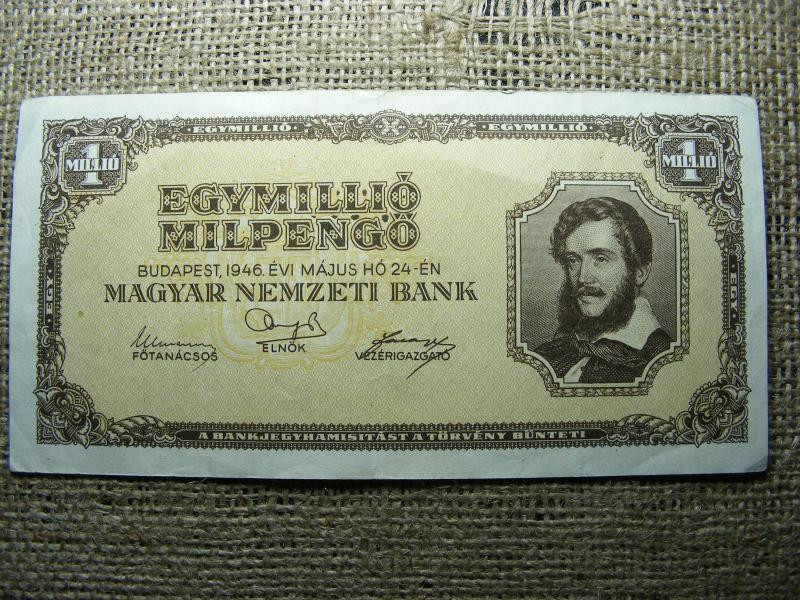 EGYMILLIÓ EGYMILLIÓ
1 MILLIÓ
1 MILLIÓ
EGYMILLIÓ
MILPENGŐ
BUDAPEST, 1946. ÉVI MÁJUS HÓ 24-ÉN
MAGYAR NEMZETI BANK
FŐTANÁCSOS ELNÖK VEZÉRIGAZGATÓ
A BANKJEGYHAMISITÁST A TÖRVÉNY BÜNTETI